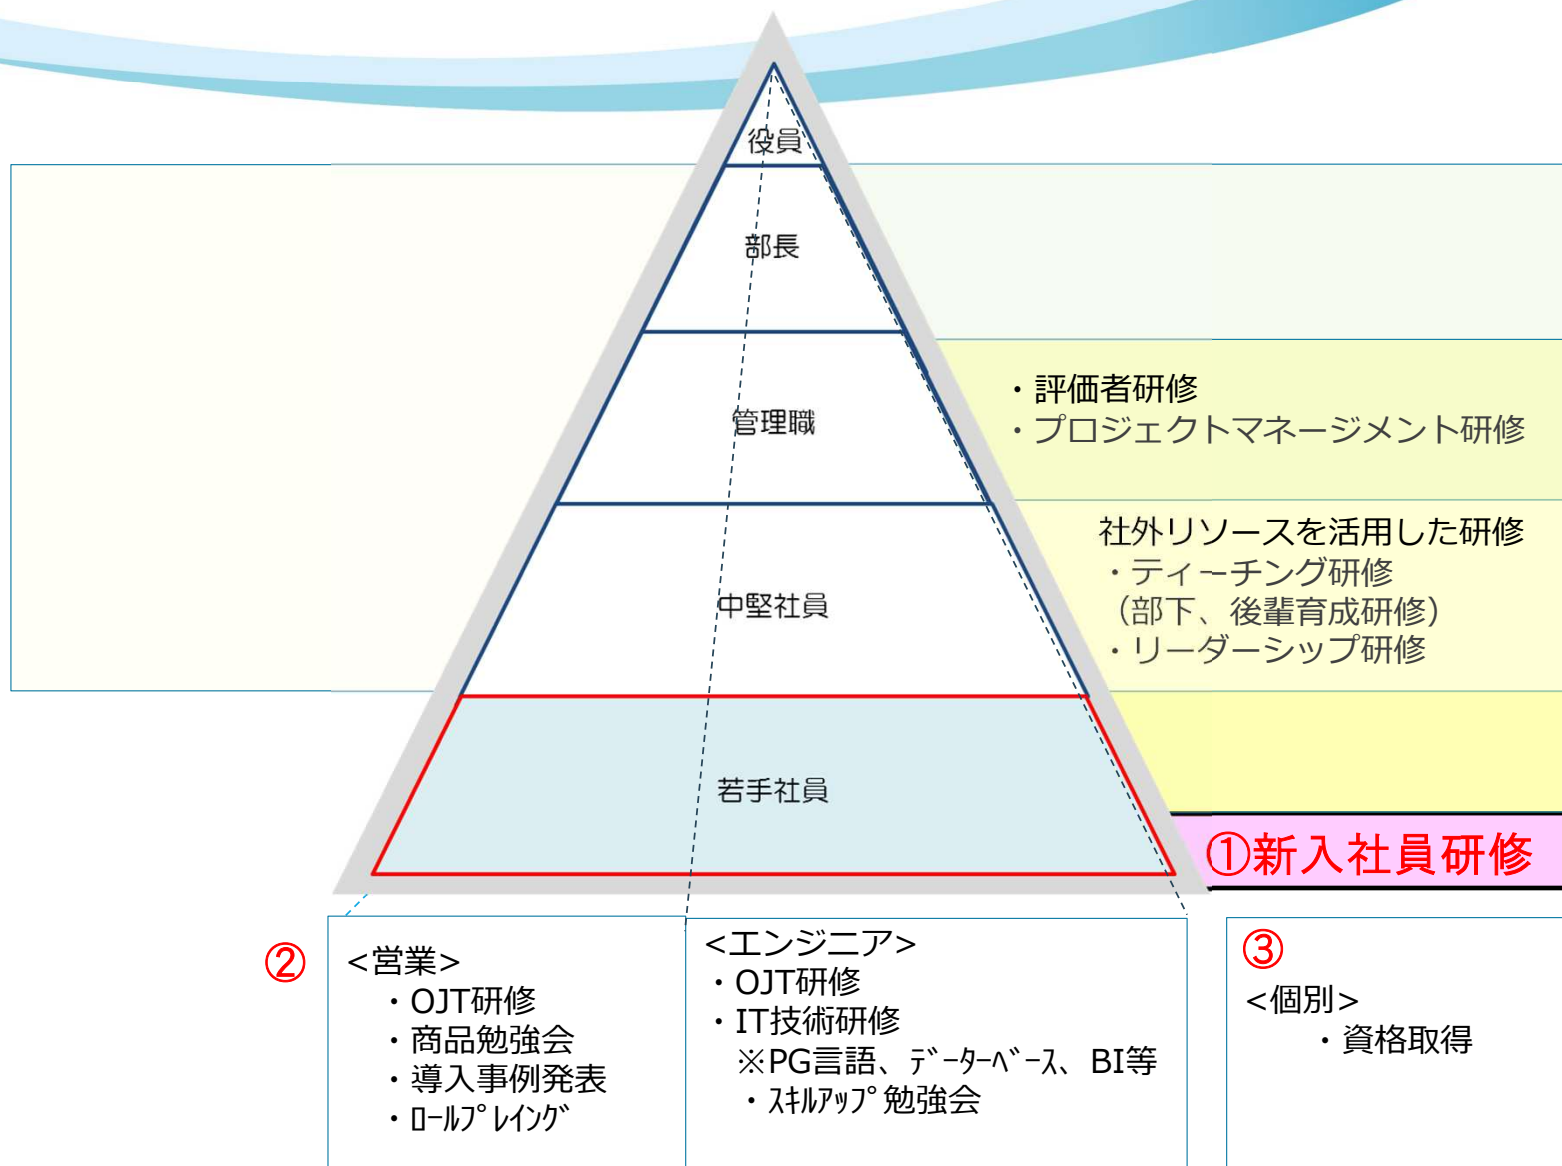 役員
部長
管理職
・評価者研修
・プロジェクトマネージメント研修
中堅社員
社外リソースを活用した研修
・ティーチング研修
（部下、後輩育成研修）
・リーダーシップ研修
若手社員
①新入社員研修
②
<営業>
・OJT研修
・商品勉強会
・導入事例発表
・ﾛｰﾙﾌﾟﾚｲﾝｸﾞ
<エンジニア>
・OJT研修
・IT技術研修
※PG言語、ﾃﾞｰﾀｰﾍﾞｰｽ、BI等
・ｽｷﾙｱｯﾌﾟ勉強会
③
<個別>
・資格取得